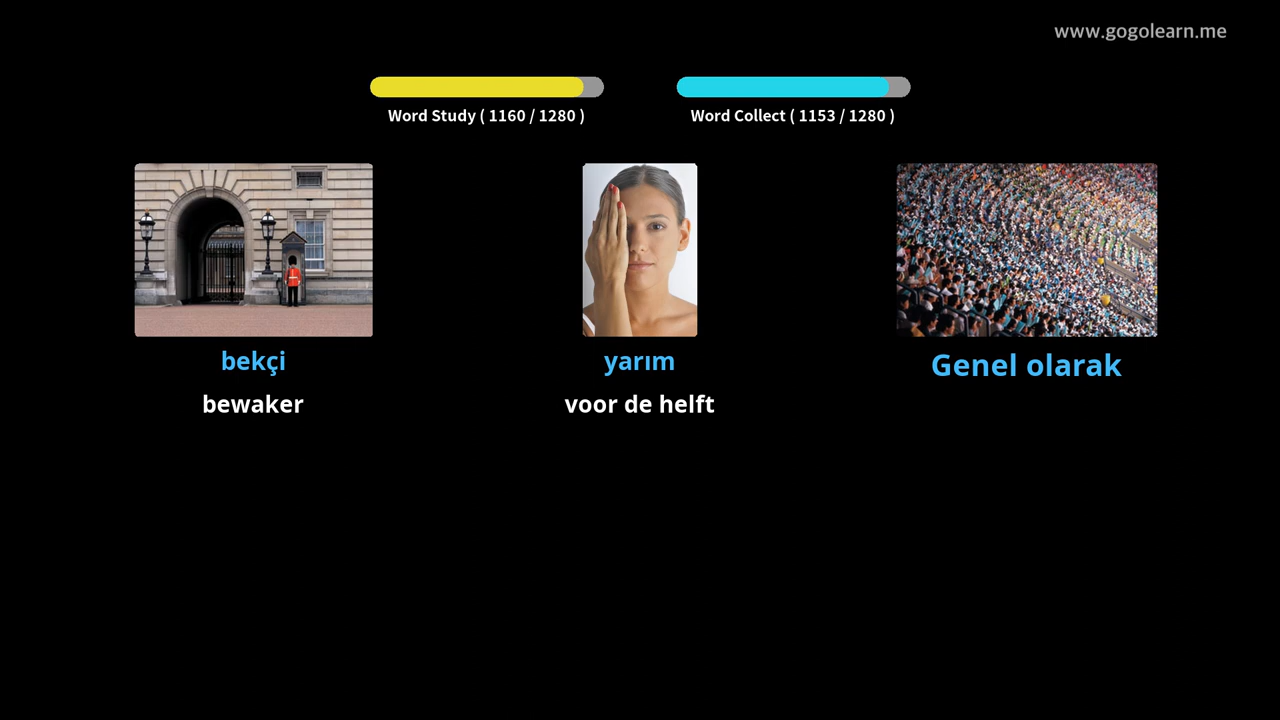 www.gogolearn.me
Word Study ( 1160 / 1280 )
Word Collect ( 1153 / 1280 )
bekçi
yarım
Genel olarak
bewaker
voor de helft